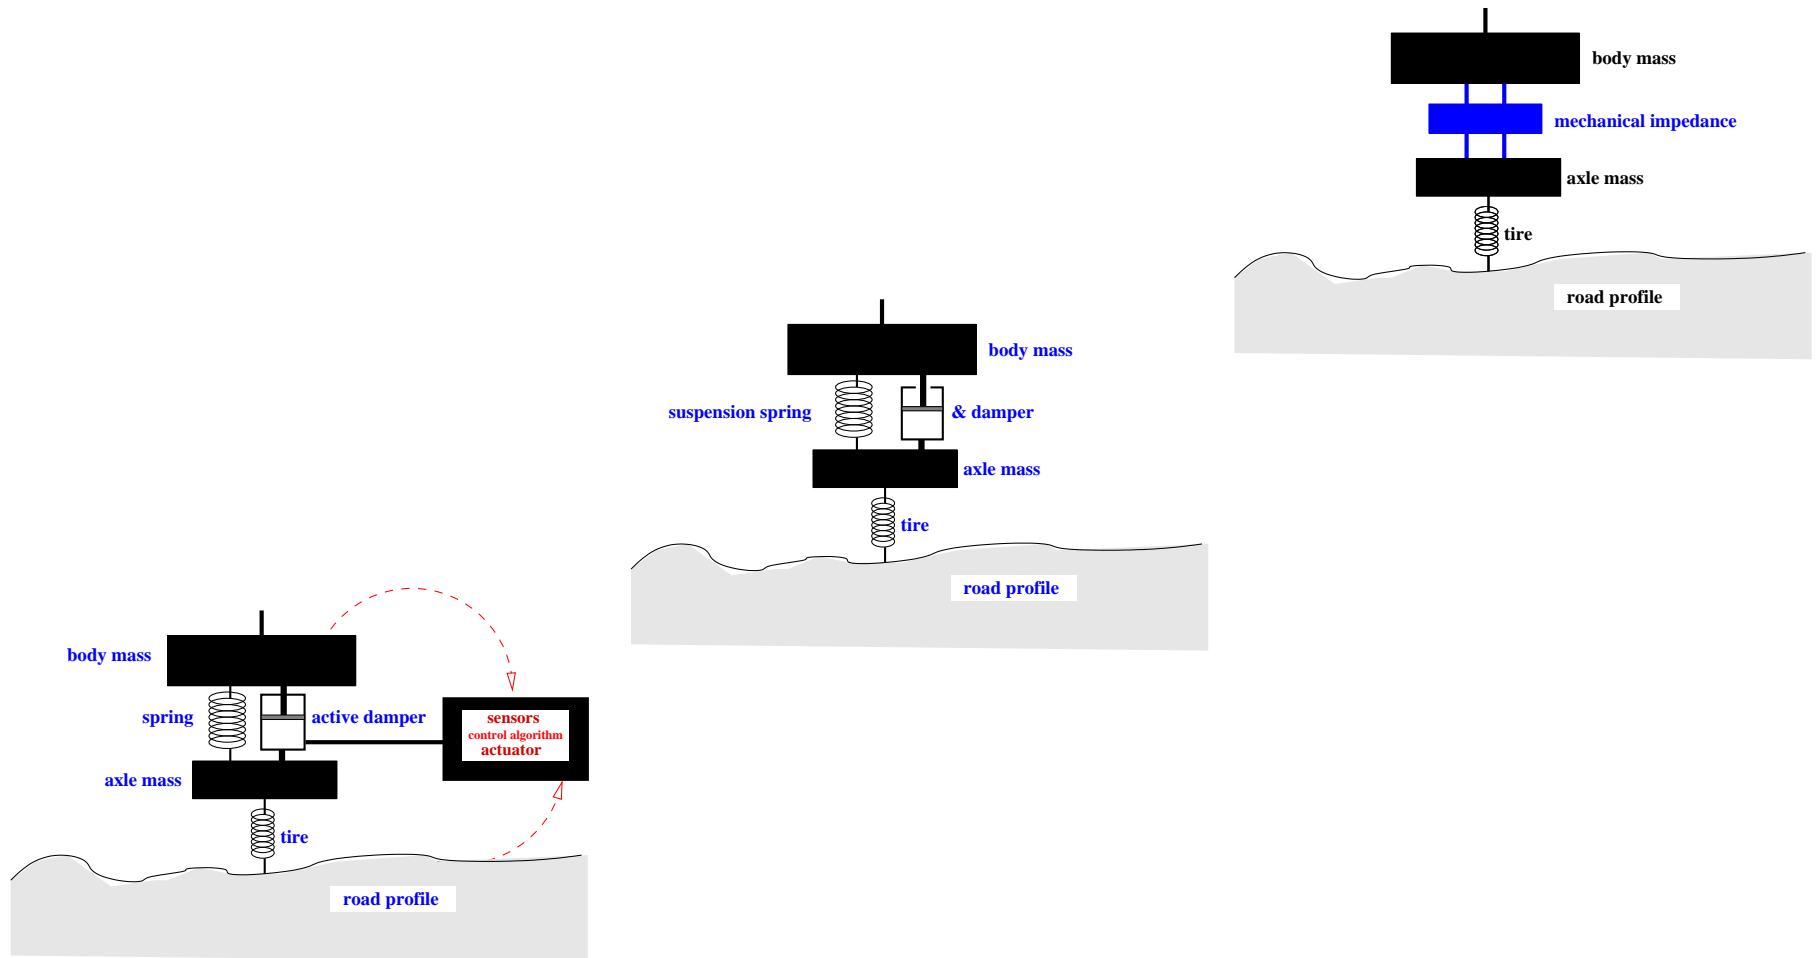 body mass
mechanical impedance
axle mass
tire
road profile
body mass
suspension spring
& damper
axle mass
tire
road profile
body mass
spring
active damper
sensors
control algorithm
actuator
axle mass
tire
road profile